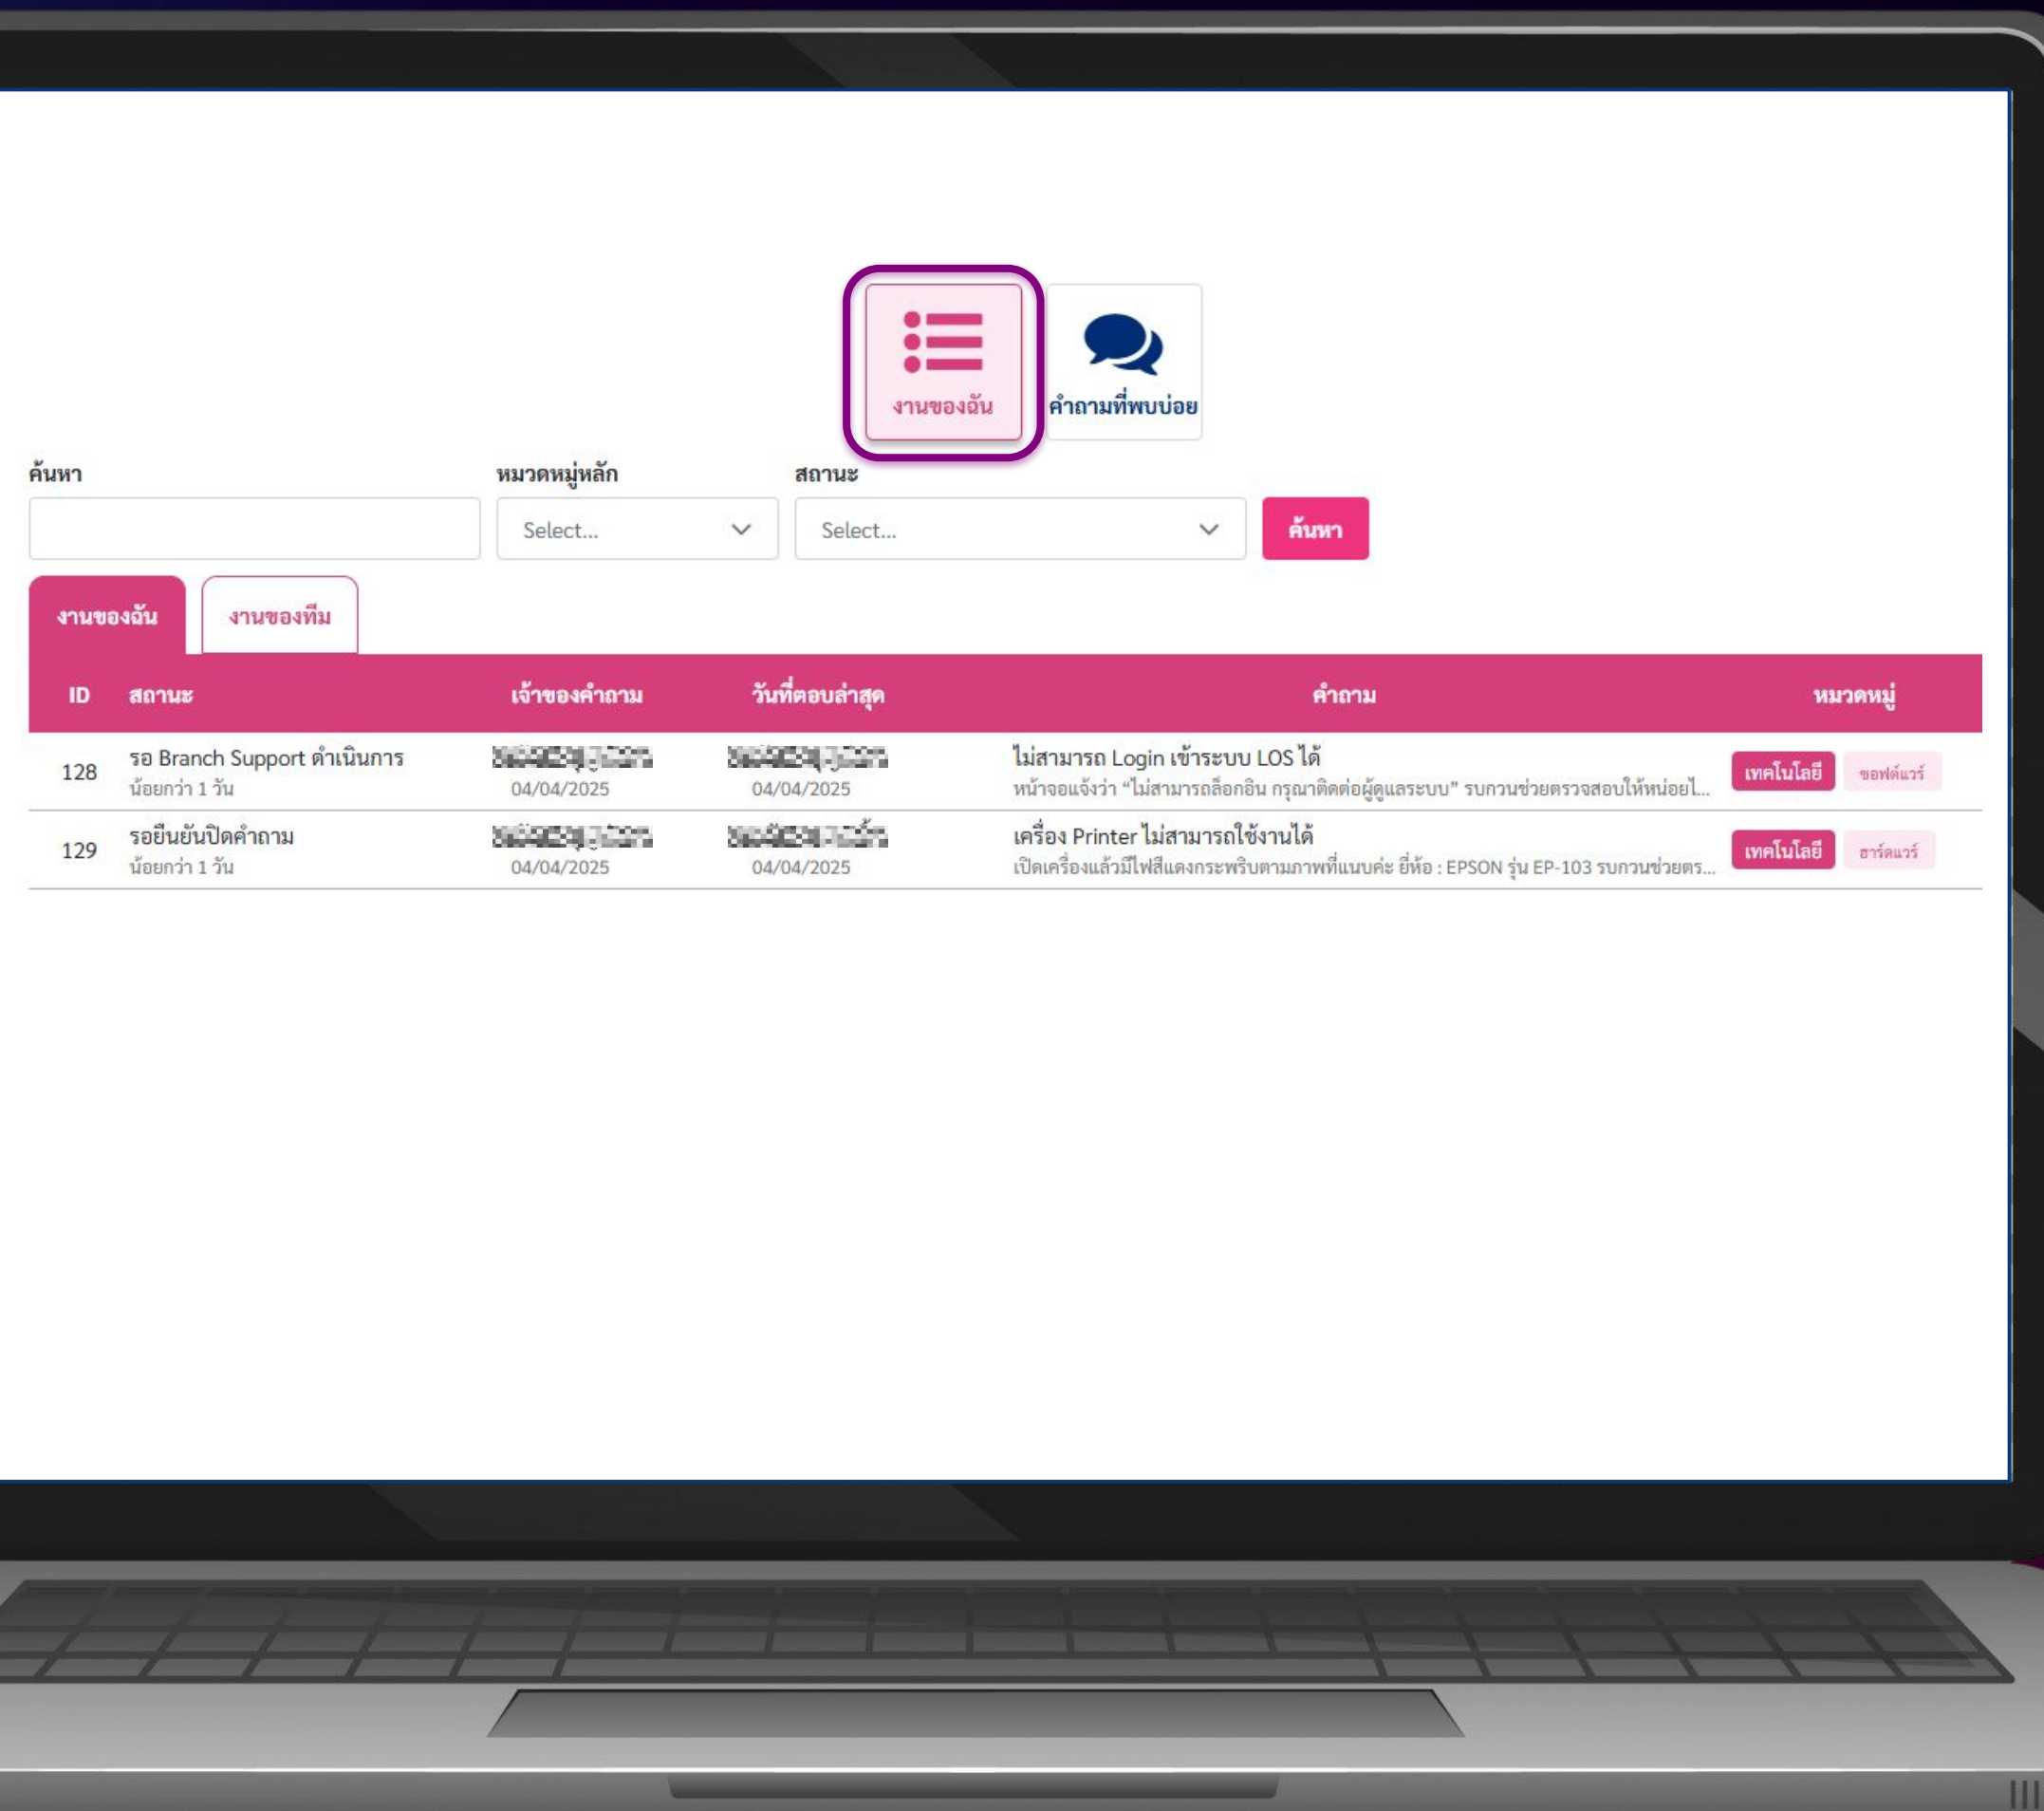 งานของฉัน
คำถามที่พบบ่อย
ค้นหา หมวดหมู่หลัก สถานะ
Select... Select... ค้นหา
งานของฉัน งานของทีม
ID สถานะ เจ้าของคำถาม วันที่ตอบล่าสุด คำถาม หมวดหมู่
128 รอ Branch Support ดำเนินการ ไม่สามารถ Login เข้าระบบ LOS ได้ เทคโนโลยี ซอฟต์แวร์
น้อยกว่า 1 วัน 04/04/2025 04/04/2025 หน้าจอแจ้งว่า “ไม่สามารถล็อกอิน กรุณาติดต่อผู้ดูแลระบบ” รบกวนช่วยตรวจสอบให้หน่อยไ...
129 รอยืนยันปิดคำถาม เครื่อง Printer ไม่สามารถใช้งานได้ เทคโนโลยี ฮาร์ดแวร์
น้อยกว่า 1 วัน 04/04/2025 04/04/2025 เปิดเครื่องแล้วมีไฟสีแดงกระพริบตามภาพที่แนบค่ะ ยี่ห้อ : EPSON รุ่น EP-103 รบกวนช่วยตร...